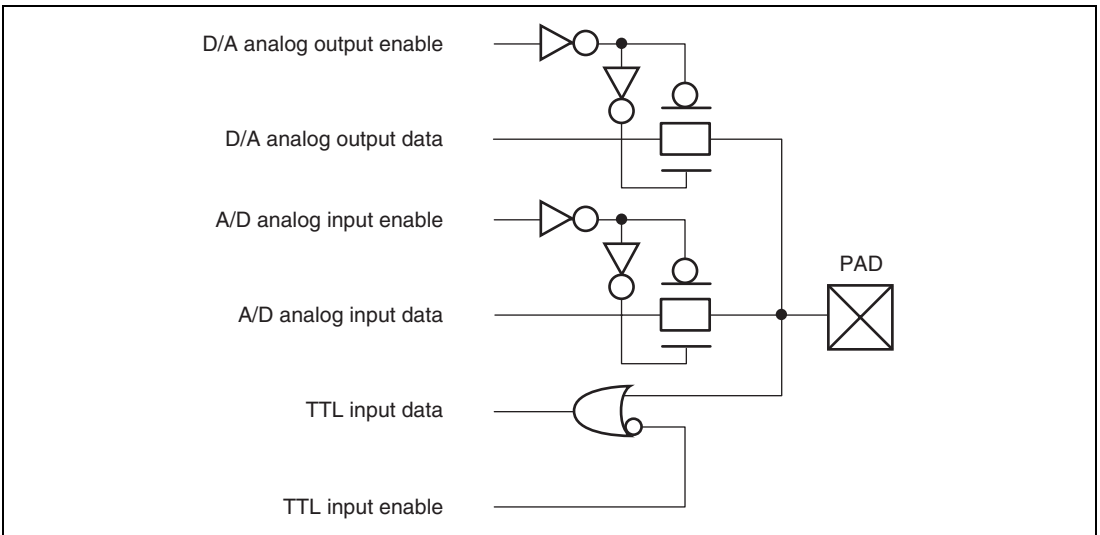 D/A analog output enable
D/A analog output data
A/D analog input enable
PAD
A/D analog input data
TTL input data
TTL input enable